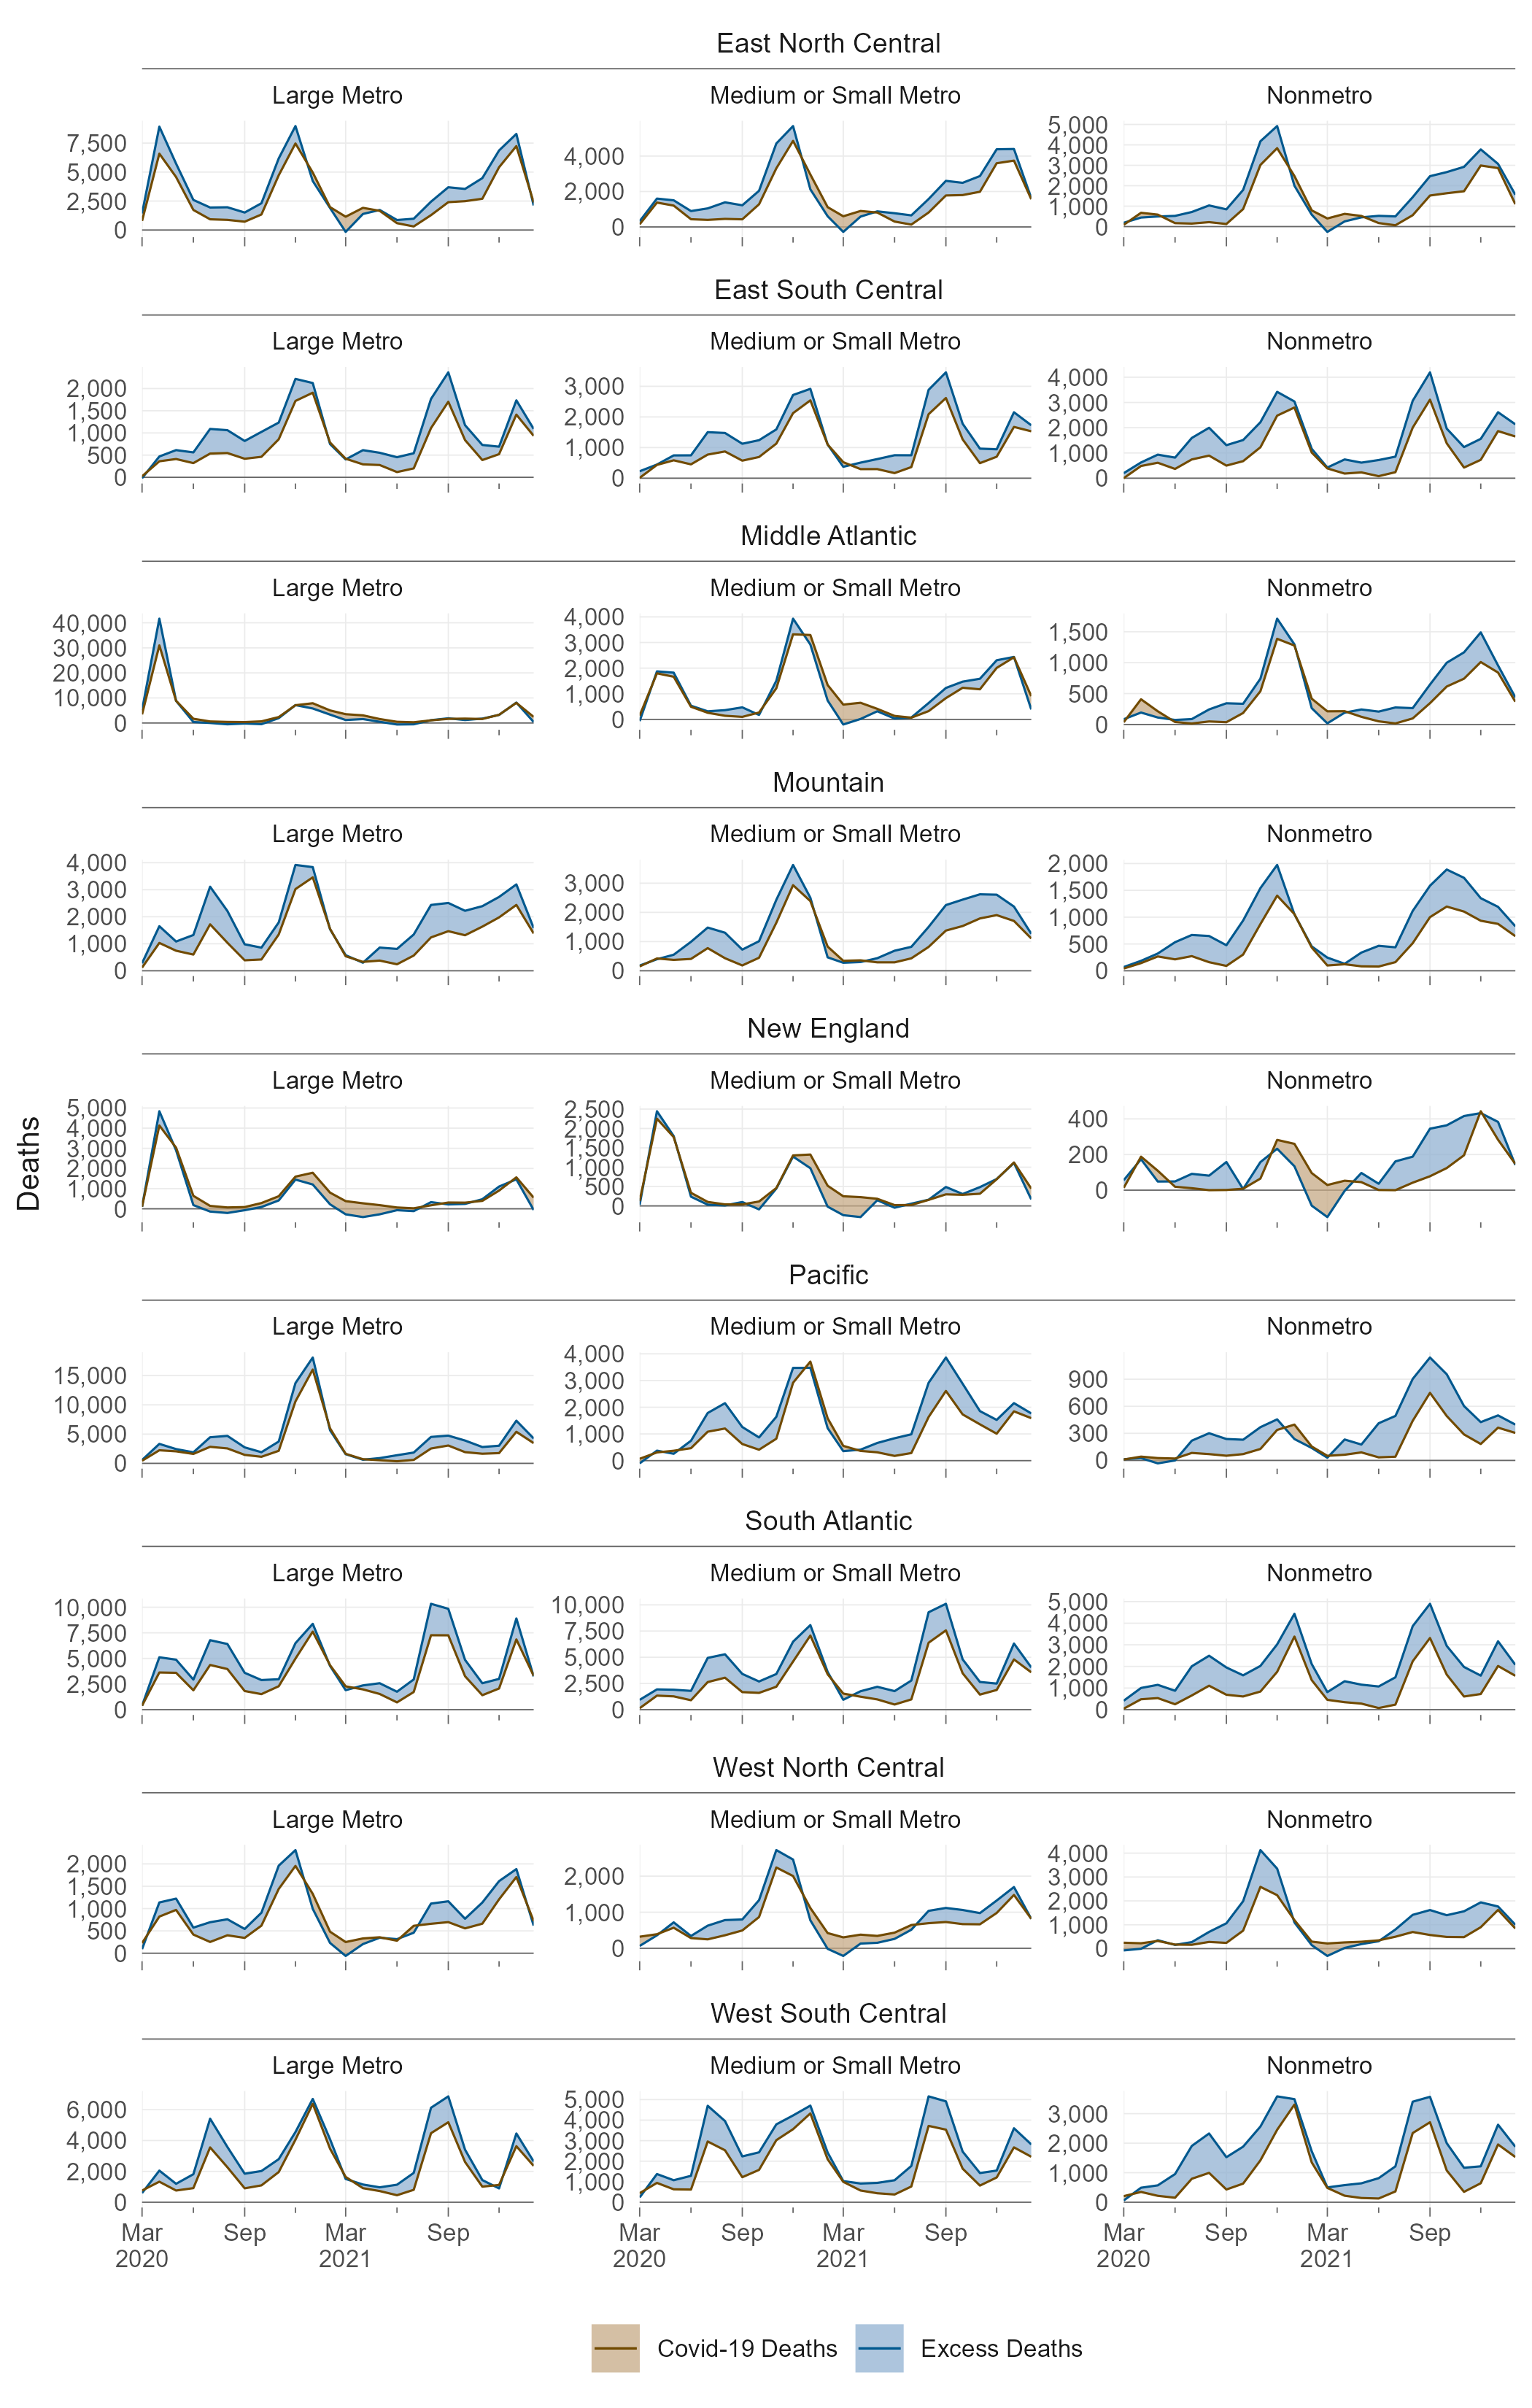 East North Central
Large Metro Medium or Small Metro Nonmetro
7,500 5,000 2,500 0
4,000 2,000 0
5,000 4,000 3,000 2,000 1,000 0
East South Central
Large Metro Medium or Small Metro Nonmetro
2,000 1,500 1,000 500 0
3,000 2,000 1,000 0
4,000 3,000 2,000 1,000 0
Middle Atlantic
Large Metro Medium or Small Metro Nonmetro
40,000 30,000 20,000 10,000 0
4,000 3,000 2,000 1,000 0
1,500 1,000 500 0
Mountain
Large Metro Medium or Small Metro Nonmetro
4,000 3,000 2,000 1,000 0
3,000 2,000 1,000 0
2,000 1,500 1,000 500 0
New England
Large Metro Medium or Small Metro Nonmetro
5,000 4,000 3,000 2,000 1,000 0
2,500 2,000 1,500 1,000 500 0
400 200 0
Deaths
Pacific
Large Metro Medium or Small Metro Nonmetro
15,000 10,000 5,000 0
4,000 3,000 2,000 1,000 0
900 600 300 0
South Atlantic
Large Metro Medium or Small Metro Nonmetro
10,000 7,500 5,000 2,500 0
10,000 7,500 5,000 2,500 0
5,000 4,000 3,000 2,000 1,000 0
West North Central
Large Metro Medium or Small Metro Nonmetro
2,000 1,500 1,000 500 0
2,000 1,000 0
4,000 3,000 2,000 1,000 0
West South Central
Large Metro Medium or Small Metro Nonmetro
6,000 4,000 2,000 0
5,000 4,000 3,000 2,000 1,000 0
3,000 2,000 1,000 0
Mar Sep Mar Sep Mar Sep Mar Sep Mar Sep Mar Sep
2020 2021 2020 2021 2020 2021
Covid-19 Deaths Excess Deaths